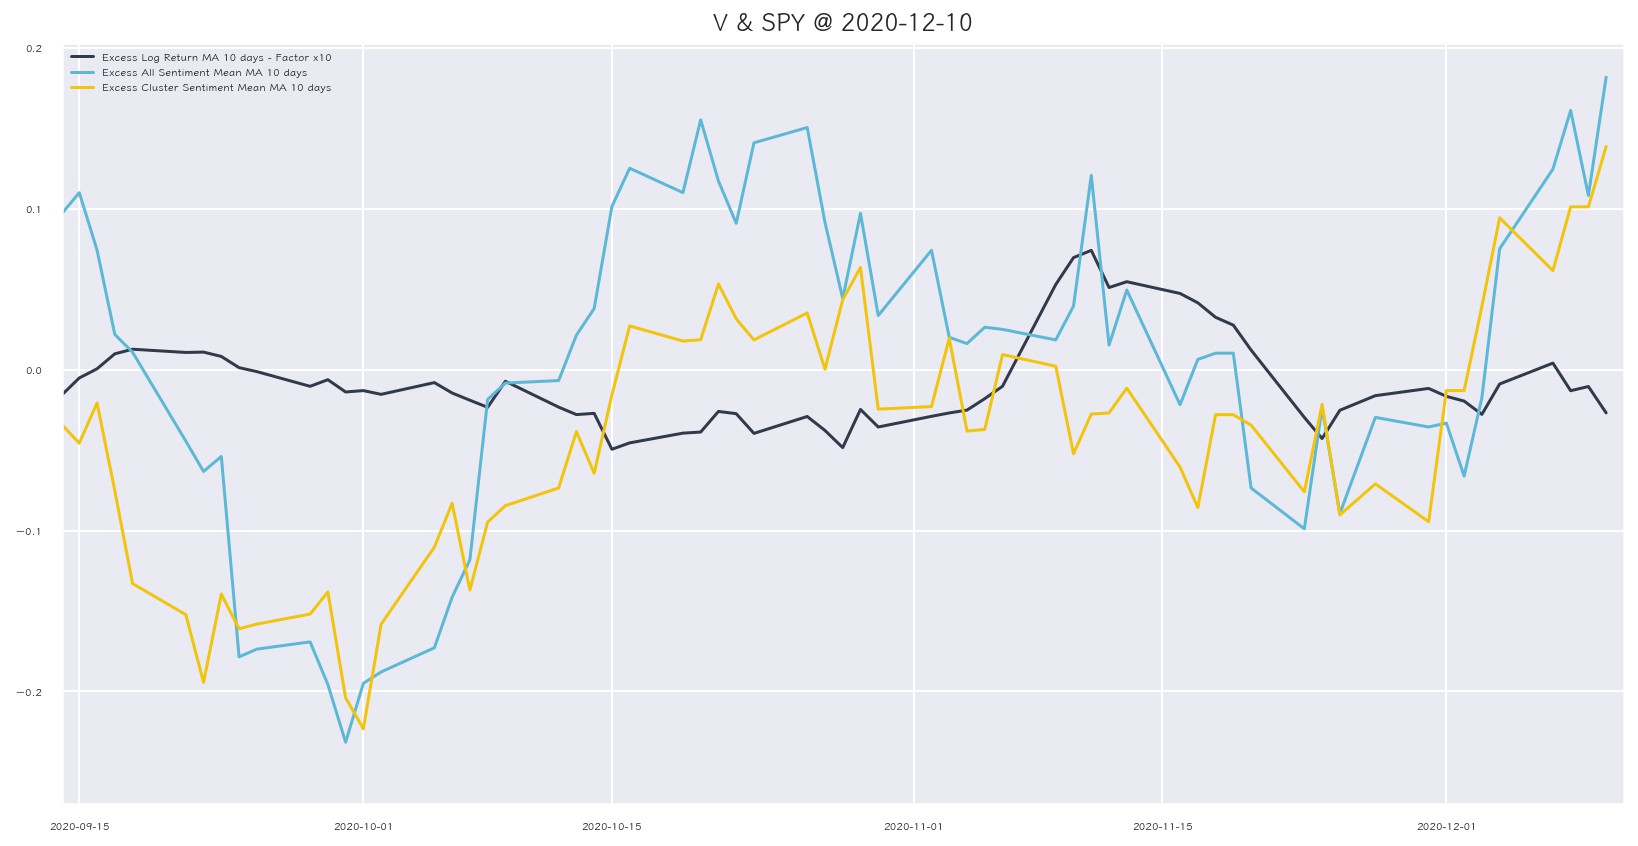 V & SPY @ 2020-12-10
Excess Log Return MA 10 days - Factor x10
Excess All Sentiment Mean MA 10 days
Excess Cluster Sentiment Mean MA 10 days
0.2
0.1
0.0
−0.1
−0.2
2020-09-15 2020-10-01 2020-10-15 2020-11-01 2020-11-15 2020-12-01